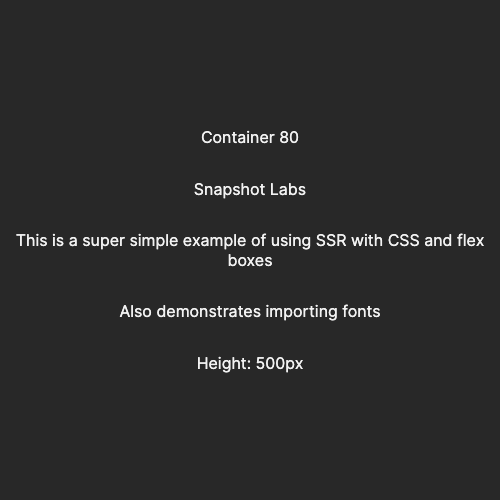 Container 80
Snapshot Labs
This is a super simple example of using SSR with CSS and flex
boxes
Also demonstrates importing fonts
Height: 500px